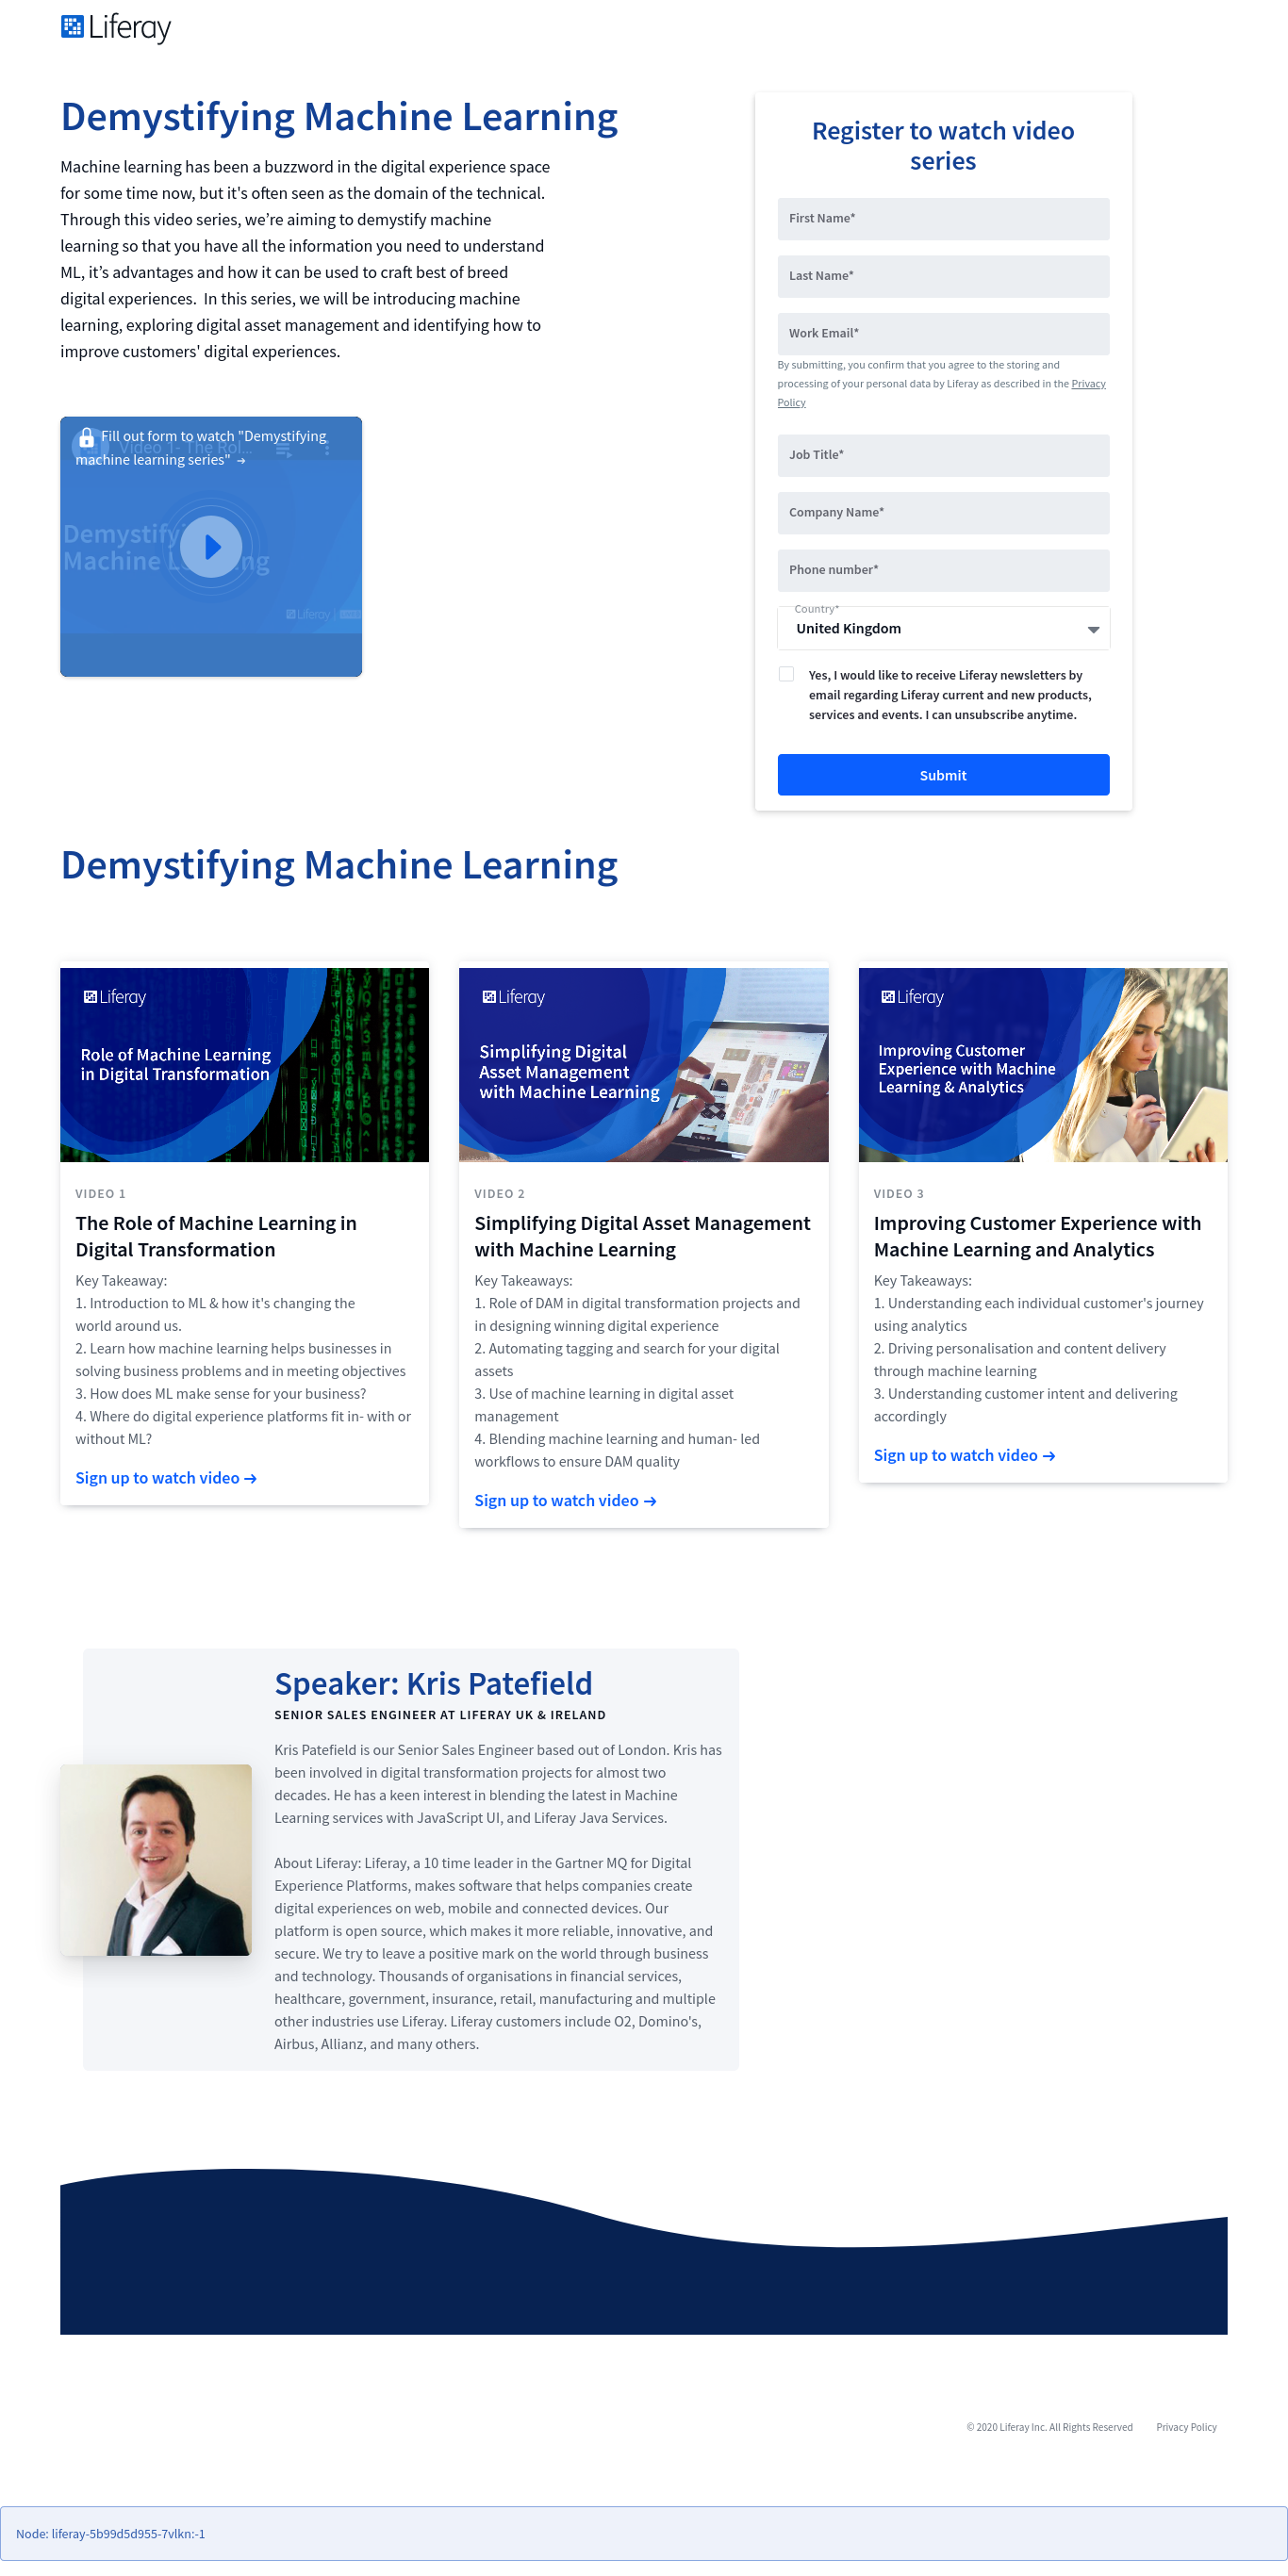 Liferay
Demystifying Machine Learning
Machine learning has been a buzzword in the digital experience space
for some time now, but it's often seen as the domain of the technical.
Through this video series, we’re aiming to demystify machine
learning so that you have all the information you need to understand
ML, it’s advantages and how it can be used to craft best of breed
digital experiences.  In this series, we will be introducing machine
learning, exploring digital asset management and identifying how to
improve customers' digital experiences.
Fill out form to watch "Demystifying
machine learning series" →
Video 1- The Rol...
Demystifying
Machine Learning
Liferay
Register to watch video
series
First Name*
Last Name*
Work Email*
By submitting, you confirm that you agree to the storing and
processing of your personal data by Liferay as described in the Privacy
Policy
Job Title*
Company Name*
Phone number*
Country*
United Kingdom
Yes, I would like to receive Liferay newsletters by
email regarding Liferay current and new products,
services and events. I can unsubscribe anytime.
Submit
Demystifying Machine Learning
Liferay
Role of Machine Learning
in Digital Transformation
VIDEO 1
The Role of Machine Learning in
Digital Transformation
Key Takeaway:
1. Introduction to ML & how it's changing the
world around us.
2. Learn how machine learning helps businesses in
solving business problems and in meeting objectives
3. How does ML make sense for your business?
4. Where do digital experience platforms fit in- with or
without ML?
Sign up to watch video →
Liferay
Simplifying Digital
Asset Management
with Machine Learning
VIDEO 2
Simplifying Digital Asset Management
with Machine Learning
Key Takeaways:
1. Role of DAM in digital transformation projects and
in designing winning digital experience
2. Automating tagging and search for your digital
assets
3. Use of machine learning in digital asset
management
4. Blending machine learning and human- led
workflows to ensure DAM quality
Sign up to watch video →
Liferay
Improving Customer
Experience with Machine
Learning & Analytics
VIDEO 3
Improving Customer Experience with
Machine Learning and Analytics
Key Takeaways:
1. Understanding each individual customer's journey
using analytics
2. Driving personalisation and content delivery
through machine learning
3. Understanding customer intent and delivering
accordingly
Sign up to watch video →
Speaker: Kris Patefield
SENIOR SALES ENGINEER AT LIFERAY UK & IRELAND
Kris Patefield is our Senior Sales Engineer based out of London. Kris has
been involved in digital transformation projects for almost two
decades. He has a keen interest in blending the latest in Machine
Learning services with JavaScript UI, and Liferay Java Services.
About Liferay: Liferay, a 10 time leader in the Gartner MQ for Digital
Experience Platforms, makes software that helps companies create
digital experiences on web, mobile and connected devices. Our
platform is open source, which makes it more reliable, innovative, and
secure. We try to leave a positive mark on the world through business
and technology. Thousands of organisations in financial services,
healthcare, government, insurance, retail, manufacturing and multiple
other industries use Liferay. Liferay customers include O2, Domino's,
Airbus, Allianz, and many others.
© 2020 Liferay Inc. All Rights Reserved
Privacy Policy
Node: liferay-5b99d5d955-7vlkn:-1